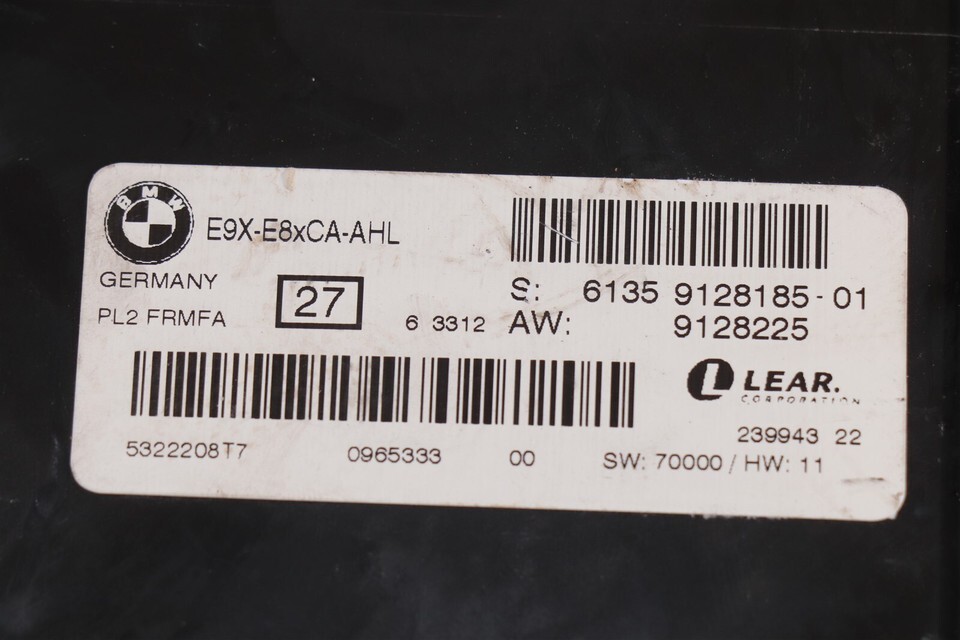 BMW
E9X-E8xCA-AHL
GERMANY
PL2 FRMFA
27
6 3312
S: 6135 9128185-01
AW: 9128225
LEAR.
CORPORATION
239943 22
5322208T7 0965333 00 SW: 70000 / HW: 11